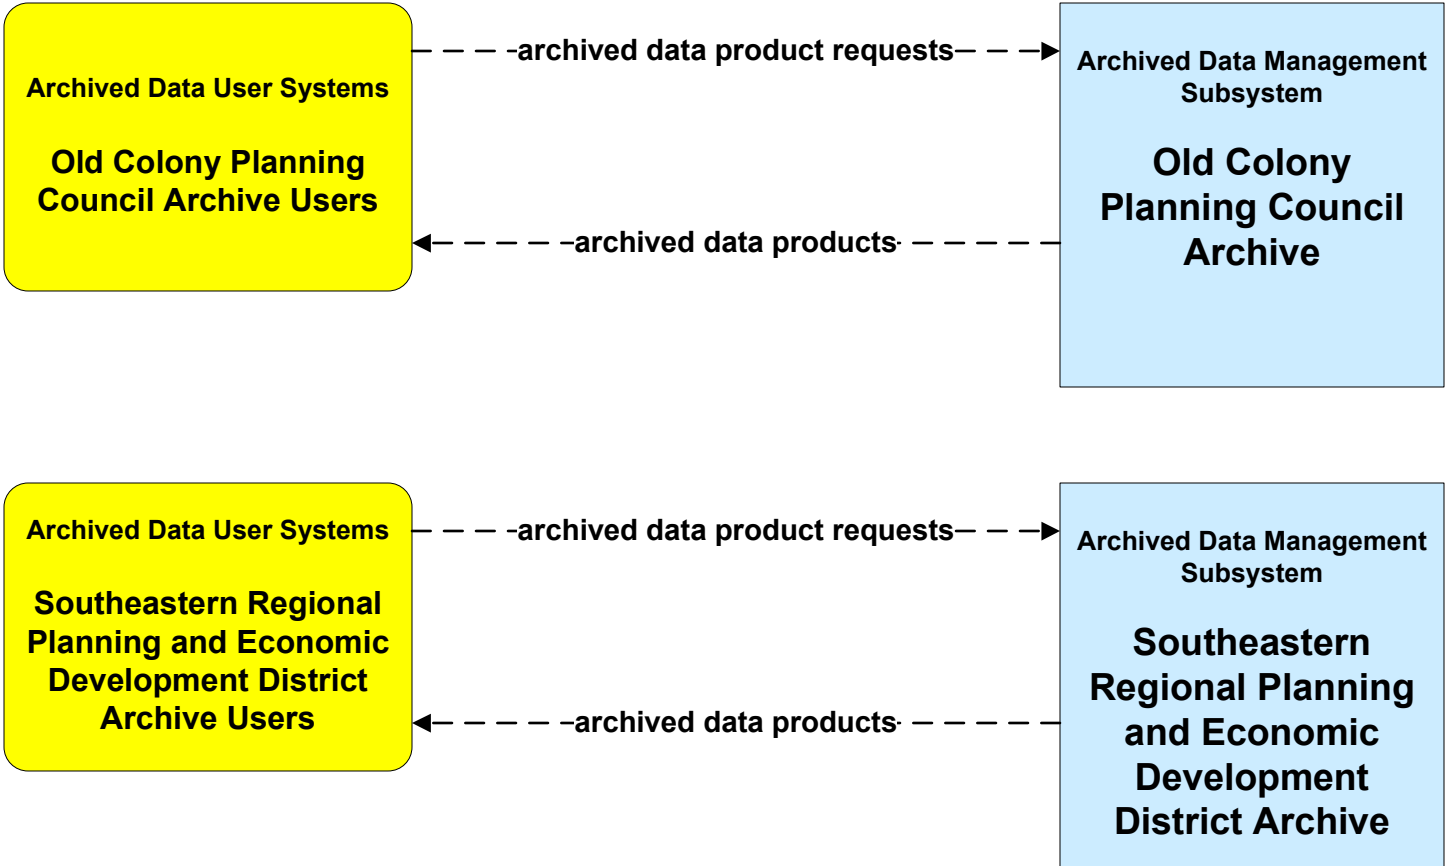 Archived Data User Systems
Old Colony Planning
Council Archive Users
archived data product requests
archived data products
Archived Data Management
Subsystem
Old Colony
Planning Council
Archive
Archived Data User Systems
Southeastern Regional
Planning and Economic
Development District
Archive Users
archived data product requests
archived data products
Archived Data Management
Subsystem
Southeastern
Regional Planning
and Economic
Development
District Archive